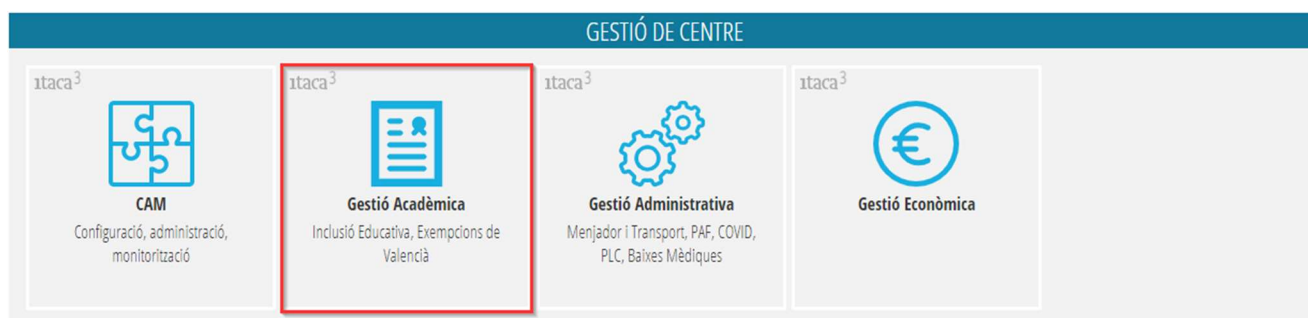 GESTIÓ DE CENTRE
ıtaca3
CAM
Configuració, administració,
monitorització
ıtaca3
Gestió Acadèmica
Inclusió Educativa, Exempcions de
Valencià
ıtaca3
Gestió Administrativa
Menjador i Transport, PAF, COVID,
PLC, Baixes Mèdiques
ıtaca3
€
Gestió Econòmica